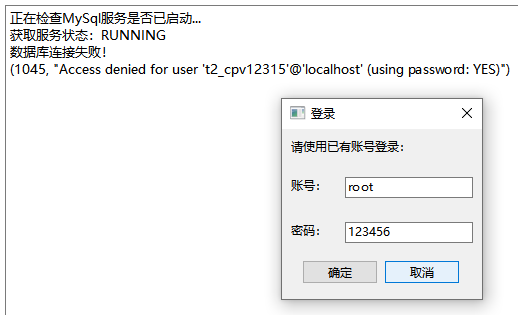 正在检查MySql服务是否已启动...
获取服务状态：RUNNING
数据库连接失败！
(1045, "Access denied for user 't2_cpv12315'@'localhost' (using password: YES)")
登录
请使用已有账号登录：
账号： root
密码： 123456
确定 取消